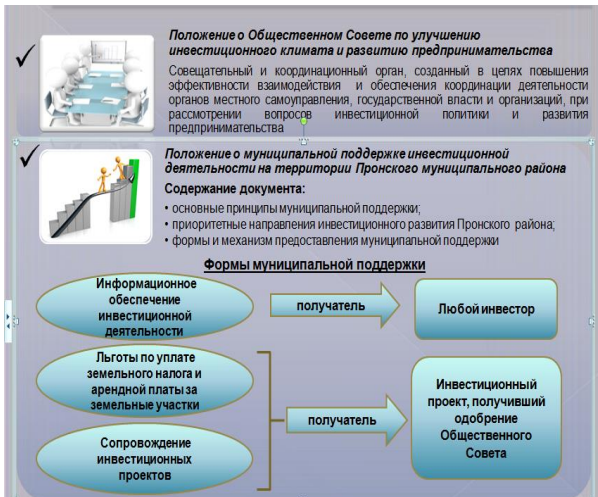 Положение о Общественном Совете по улучшению
инвестиционного климата и развитию предпринимательства
Совещательный и координационный орган, созданный в целях повышения
эффективности взаимодействия и обеспечения координации деятельности
органов местного самоуправления, государственной власти и организаций, при
рассмотрении вопросов инвестиционной политики и развития
предпринимательства
Положение о муниципальной поддержке инвестиционной
деятельности на территории Пронского муниципального района
Содержание документа:
• основные принципы муниципальной поддержки;
• приоритетные направления инвестиционного развития Пронского района;
• формы и механизм предоставления муниципальной поддержки
Формы муниципальной поддержки
Информационное
обеспечение
инвестиционной
деятельности
получатель
Любой инвестор
Льготы по уплате
земельного налога и
арендной платы за
земельные участки
Сопровождение
инвестиционных
проектов
получатель
Инвестиционный
проект, получивший
одобрение
Общественного
Совета